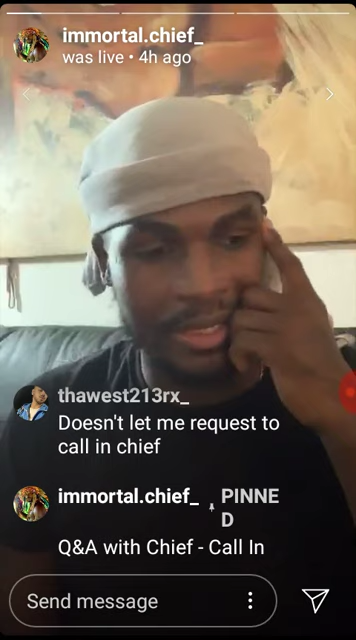 immortal.chief_
was live • 4h ago
thawest213rx_
Doesn't let me request to
call in chief
immortal.chief_ PINNE
D
Q&A with Chief - Call In
Send message